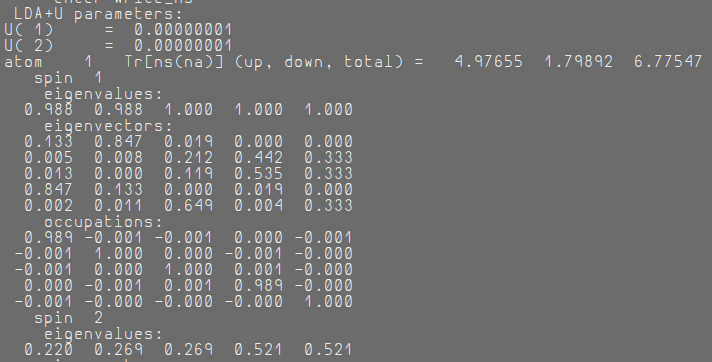 enter write_ns
LDA+U parameters:
U( 1)     =  0.00000001
U( 2)     =  0.00000001
atom    1   Tr[ns(na)] (up, down, total) =   4.97655  1.79892  6.77547
spin  1
eigenvalues:
0.988  0.988  1.000  1.000  1.000
eigenvectors:
0.133  0.847  0.019  0.000  0.000
0.005  0.008  0.212  0.442  0.333
0.013  0.000  0.119  0.535  0.333
0.847  0.133  0.000  0.019  0.000
0.002  0.011  0.649  0.004  0.333
occupations:
0.989 -0.001 -0.001  0.000 -0.001
-0.001  1.000  0.000 -0.001 -0.000
-0.001  0.000  1.000  0.001 -0.000
0.000 -0.001  0.001  0.989 -0.000
-0.001 -0.000 -0.000 -0.000  1.000
spin  2
eigenvalues:
0.220  0.269  0.269  0.521  0.521